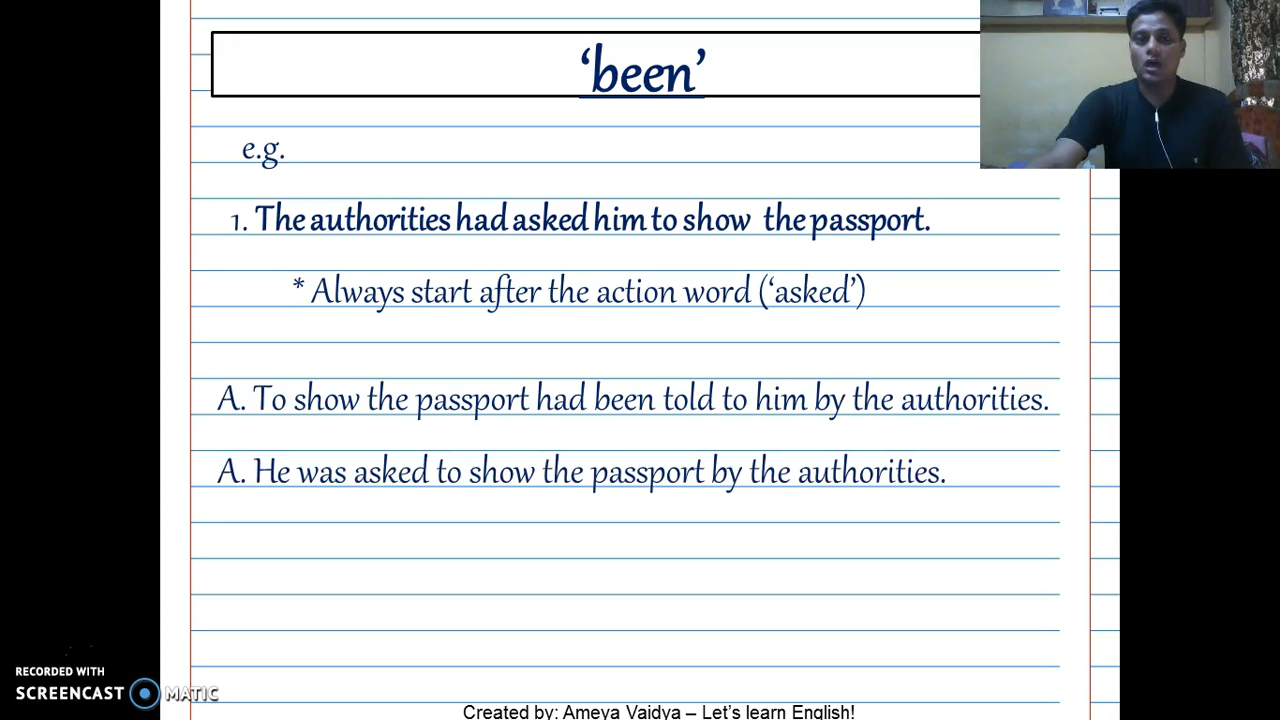 ‘been’
e.g.
1. The authorities had asked him to show the passport.
* Always start after the action word (‘asked’)
A. To show the passport had been told to him by the authorities.
A. He was asked to show the passport by the authorities.
RECORDED WITH
SCREENCAST MATIC
Created by: Ameya Vaidya – Let’s learn English!